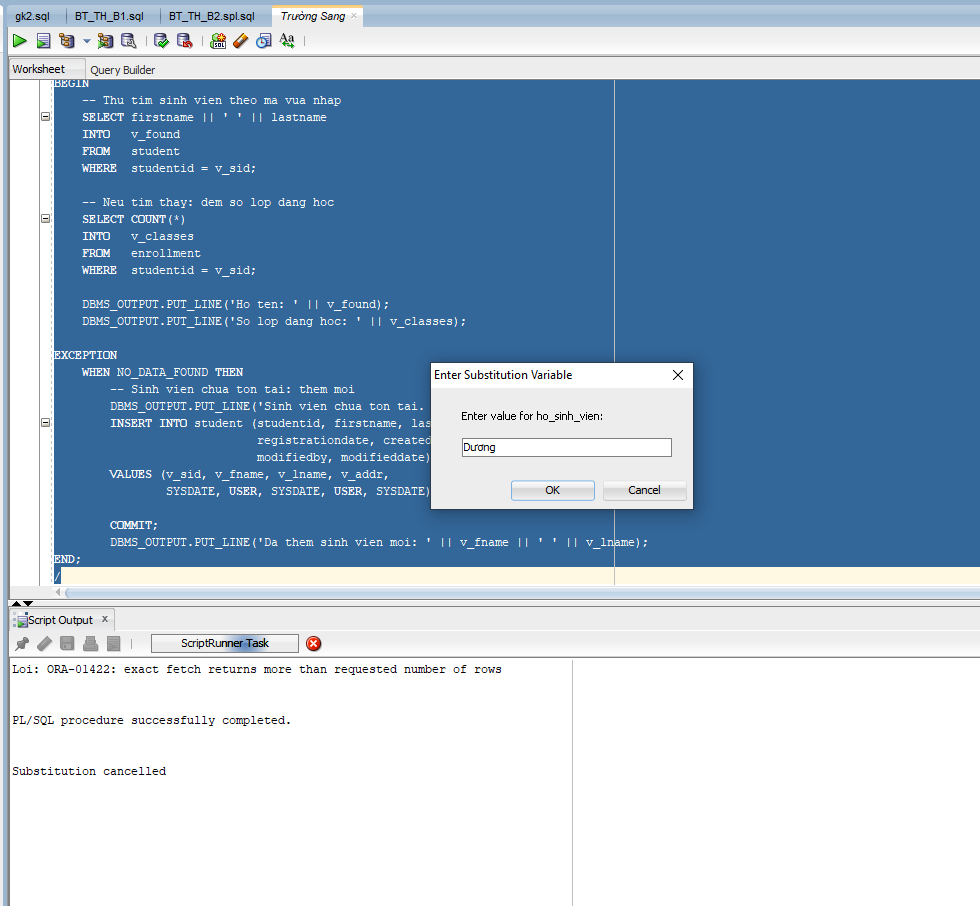 gk2.sql BT_TH_B1.sql BT_TH_B2.spl.sql Trường Sang
Worksheet Query Builder
BEGIN
-- Thu tim sinh vien theo ma vua nhap
SELECT firstname || ' ' || lastname
INTO v_found
FROM student
WHERE studentid = v_sid;
-- Neu tim thay: dem so lop dang hoc
SELECT COUNT(*)
INTO v_classes
FROM enrollment
WHERE studentid = v_sid;
DBMS_OUTPUT.PUT_LINE('Ho ten: ' || v_found);
DBMS_OUTPUT.PUT_LINE('So lop dang hoc: ' || v_classes);
EXCEPTION
WHEN NO_DATA_FOUND THEN
-- Sinh vien chua ton tai: them moi
DBMS_OUTPUT.PUT_LINE('Sinh vien chua ton tai.
INSERT INTO student (studentid, firstname, las
registrationdate, created
modifiedby, modifieddate)
VALUES (v_sid, v_fname, v_lname, v_addr,
SYSDATE, USER, SYSDATE, USER, SYSDATE)
COMMIT;
DBMS_OUTPUT.PUT_LINE('Da them sinh vien moi: ' || v_fname || ' ' || v_lname);
END;
/
Enter Substitution Variable
Enter value for ho_sinh_vien:
Dương
OK Cancel
Script Output x
ScriptRunner Task
Loi: ORA-01422: exact fetch returns more than requested number of rows
PL/SQL procedure successfully completed.
Substitution cancelled